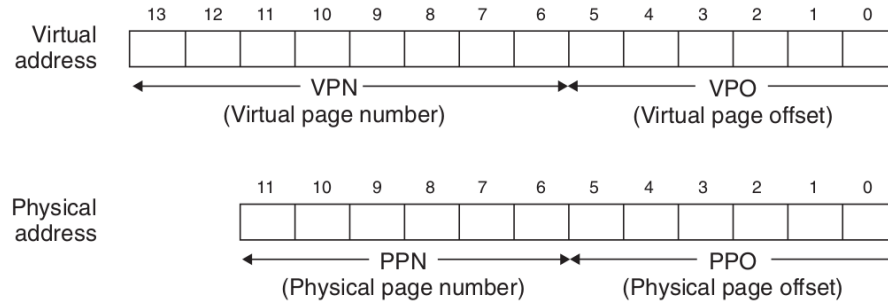 13 12 11 10 9 8 7 6 5 4 3 2 1 0
Virtual
address
VPN VPO
(Virtual page number) (Virtual page offset)
11 10 9 8 7 6 5 4 3 2 1 0
Physical
address
PPN PPO
(Physical page number) (Physical page offset)